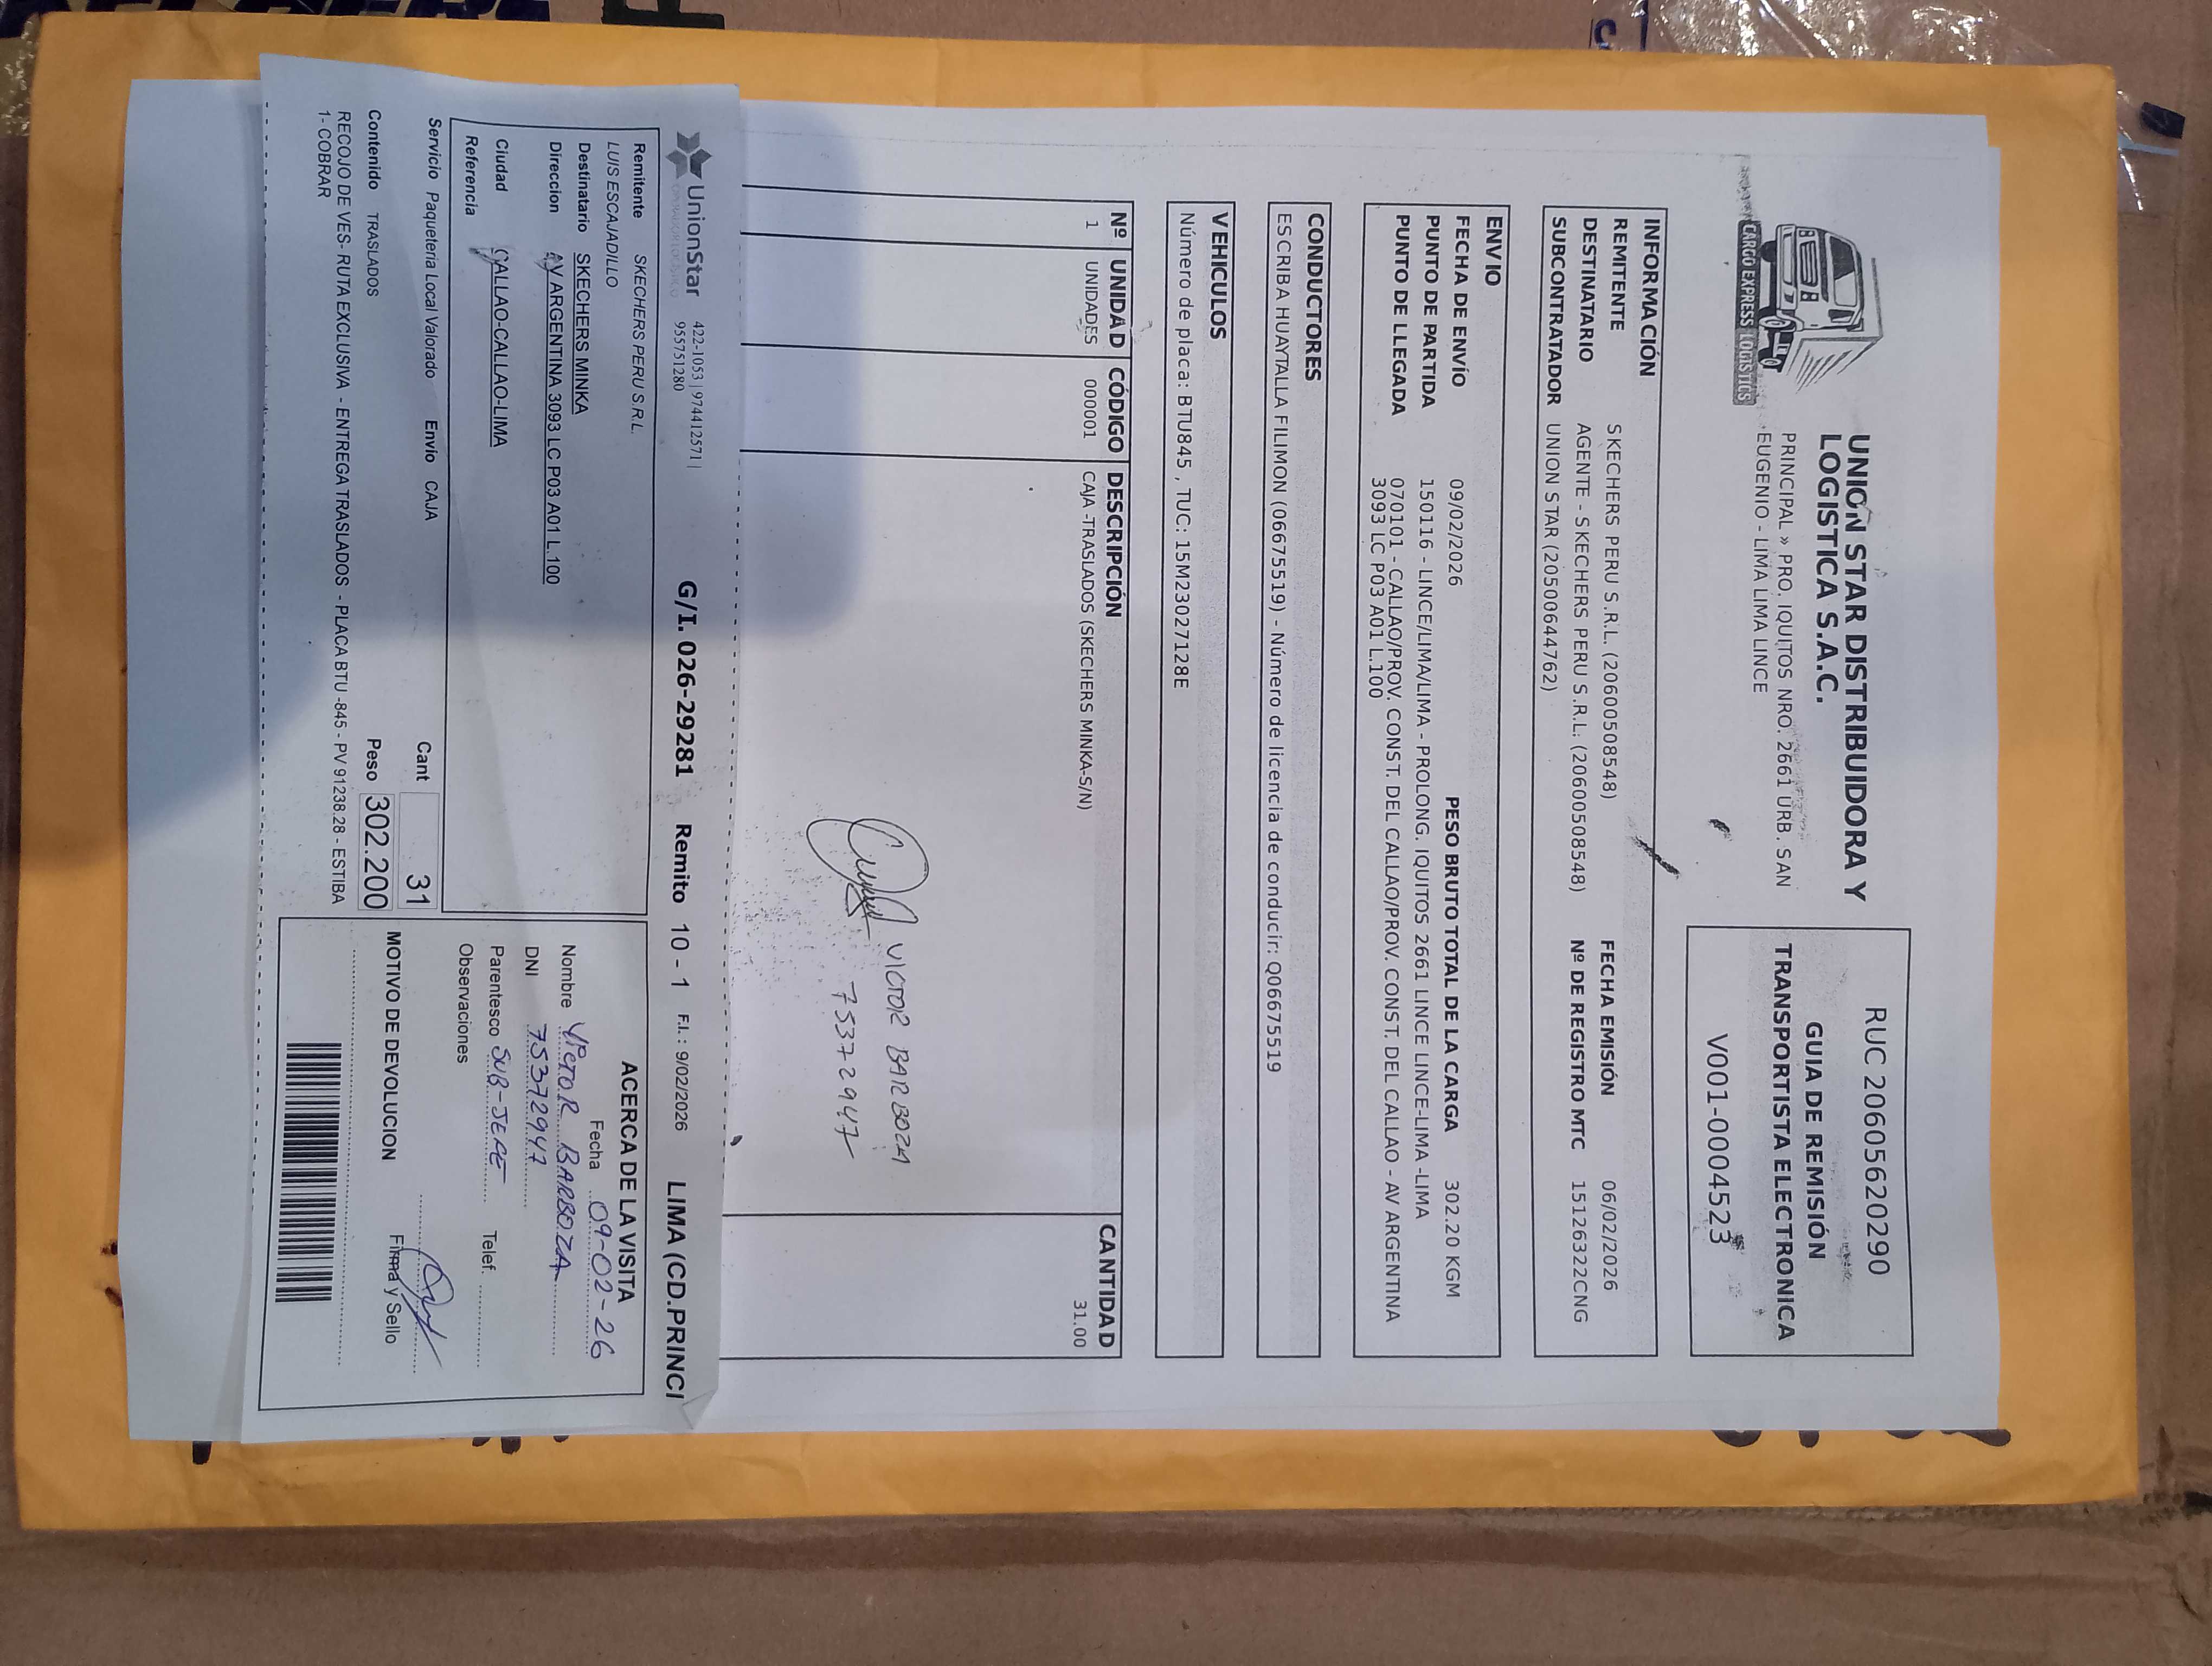 CARGO EXPRESS LOGISTICS
UNION STAR DISTRIBUIDORA Y
LOGISTICA S.A.C.
PRINCIPAL » PRO. IQUITOS NRO. 2661 URB. SAN
EUGENIO - LIMA LIMA LINCE
RUC 20605620290
GUIA DE REMISIÓN
TRANSPORTISTA ELECTRONICA
V001-0004523
INFORMACIÓN
REMITENTE SKECHERS PERU S.R.L. (20600508548) FECHA EMISIÓN 06/02/2026
DESTINATARIO AGENTE - SKECHERS PERU S.R.L. (20600508548) Nº DE REGISTRO MTC 15126322CNG
SUBCONTRATADOR UNION STAR (20500644762)
ENVIO
FECHA DE ENVÍO 09/02/2026 PESO BRUTO TOTAL DE LA CARGA 302.20 KGM
PUNTO DE PARTIDA 150116 - LINCE/LIMA/LIMA - PROLONG. IQUITOS 2661 LINCE LINCE-LIMA -LIMA
PUNTO DE LLEGADA 070101 - CALLAO/PROV. CONST. DEL CALLAO/PROV. CONST. DEL CALLAO - AV ARGENTINA
3093 LC P03 A01 L.100
CONDUCTORES
ESCRIBA HUAYTALLA FILIMON (06675519) - Número de licencia de conducir: Q06675519
VEHICULOS
Número de placa: BTU845 , TUC: 15M23027128E
Nº UNIDAD CÓDIGO DESCRIPCIÓN CANTIDAD
1 UNIDADES 000001 CAJA -TRASLADOS (SKECHERS MINKA-S/N) 31.00
VICTOR BARBOZA
75372947
UnionStar
422-1053 | 974412571 |
955751280
G/I. 026-29281 Remito 10 - 1 F.I.: 9/02/2026 LIMA (CD.PRINCI
Remitente SKECHERS PERU S.R.L.
LUIS ESCAJADILLO
Destinatario SKECHERS MINKA
Direccion AV ARGENTINA 3093 LC P03 A01 L.100
Ciudad CALLAO-CALLAO-LIMA
Referencia
Servicio Paqueteria Local Valorado Envio CAJA Cant 31
Contenido TRASLADOS Peso 302.200
RECOJO DE VES- RUTA EXCLUSIVA - ENTREGA TRASLADOS - PLACA BTU -845 - PV 91238.28 - ESTIBA
1- COBRAR
ACERCA DE LA VISITA
Fecha 09-02-26
Nombre VICTOR BARBOZA
DNI 75372947
Parentesco SUB-JEFE Telef.
Observaciones
MOTIVO DE DEVOLUCION
Firma y Sello